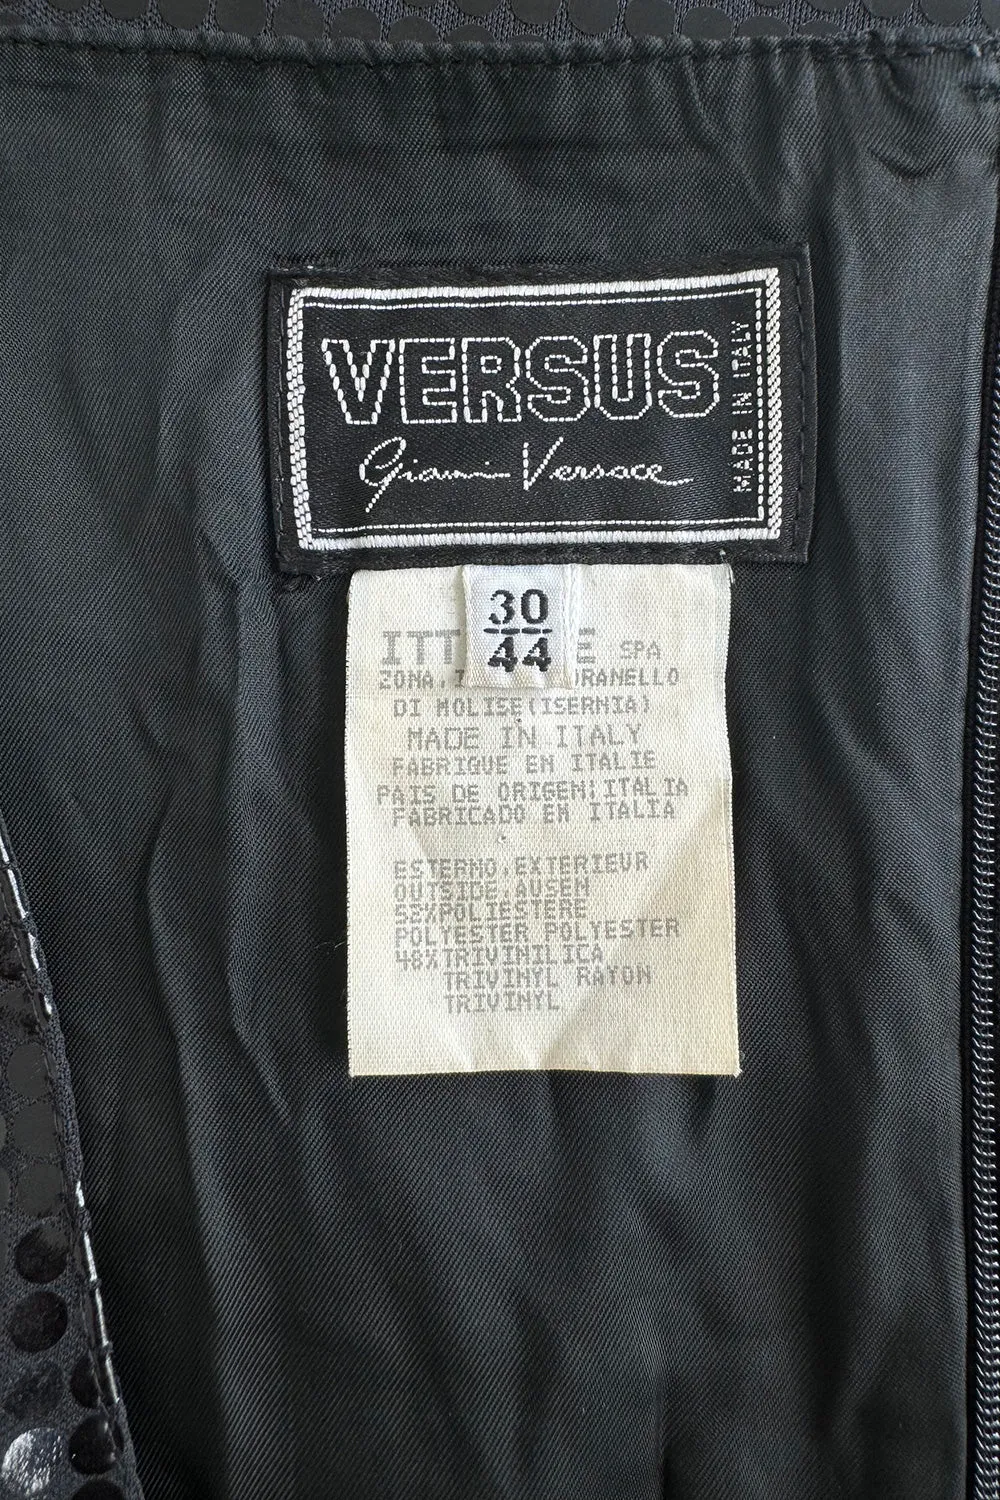 VERSUS
Gianni Versace
MADE IN ITALY
30
44
SPA
DI MOLISE(ISERNIA)
MADE IN ITALY
FABRIQUE EN ITALIE
PAIS DE ORIGEN:ITALIA
FABRICADO EN ITALIA
ESTERNO.EXTERIEUR
OUTSIDE.AUSEN
52%POLIESTERE
POLYESTER POLYESTER
48%TRIVINILICA
TRIVINYL RAYON
TRIVINYL